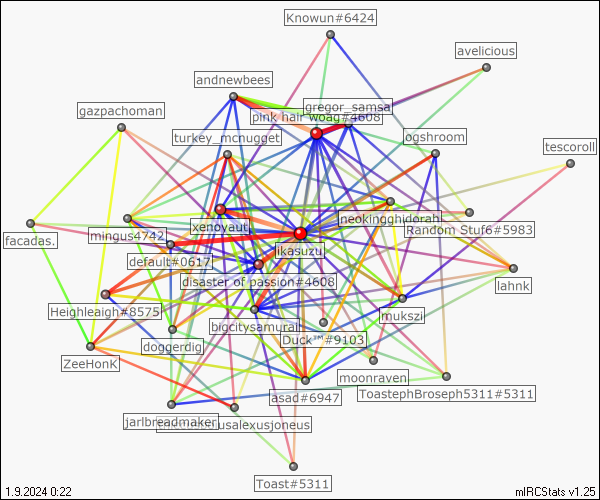 Knowun#6424
avelicious
andnewbees
gregor_samsa
gazpachoman
pink hair woag#4608
turkey_mcnugget
ogshroom
tescoroll
xenoyaut
neokingghidorah
mingus4742
Random Stuf6#5983
facadas.
ikasuzu
default#0617
disaster of passion#4608
lahnk
Heighleaigh#8575
mukszi
bigcitysamurai
Duck™#9103
doggerdig
ZeeHonk
moonraven
ToastephBroseph5311#5311
asad#6947
jarlbreadmaker
usalexusjoneus
Toast#5311
1.9.2024 0:22
mIRCStats v1.25